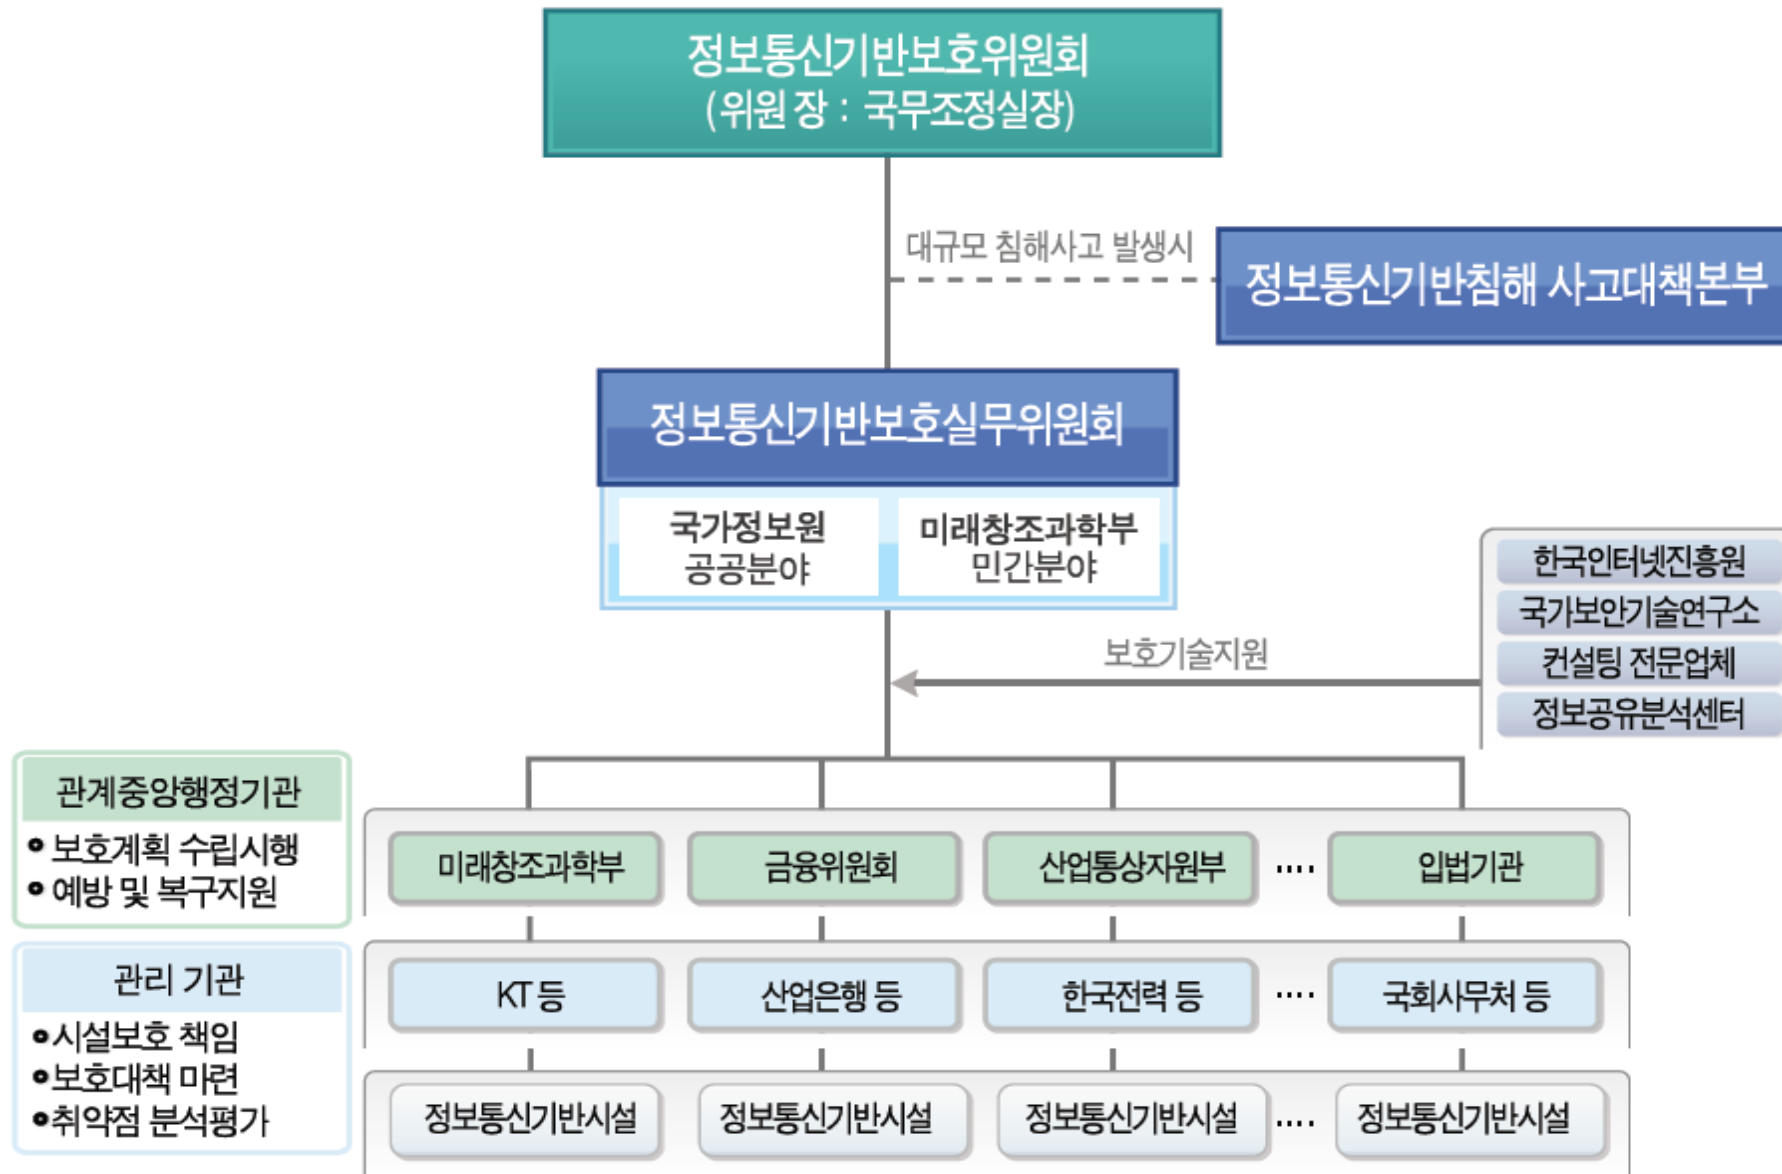 정보통신기반보호위원회
(위원장 : 국무조정실장)
대규모 침해사고 발생시
정보통신기반침해 사고대책본부
정보통신기반보호실무위원회
국가정보원
공공분야
미래창조과학부
민간분야
한국인터넷진흥원
국가보안기술연구소
컨설팅 전문업체
정보공유분석센터
보호기술지원
관계중앙행정기관
• 보호계획 수립시행
• 예방 및 복구지원
미래창조과학부
금융위원회
산업통상자원부
····
입법기관
관리 기관
• 시설보호 책임
• 보호대책 마련
• 취약점 분석평가
KT 등
산업은행 등
한국전력 등
····
국회사무처 등
정보통신기반시설
정보통신기반시설
정보통신기반시설
····
정보통신기반시설